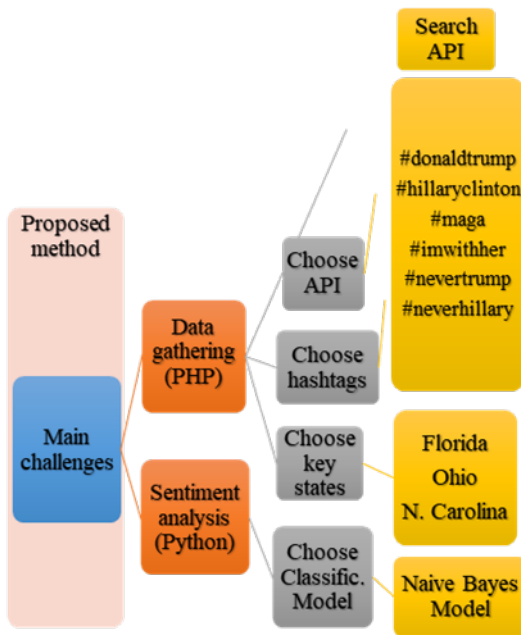 Proposed
method
Main
challenges
Data
gathering
(PHP)
Sentiment
analysis
(Python)
Choose
API
Choose
hashtags
Choose
key
states
Choose
Classific.
Model
Search
API
#donaldtrump
#hillaryclinton
#maga
#imwithher
#nevertrump
#neverhillary
Florida
Ohio
N. Carolina
Naive Bayes
Model